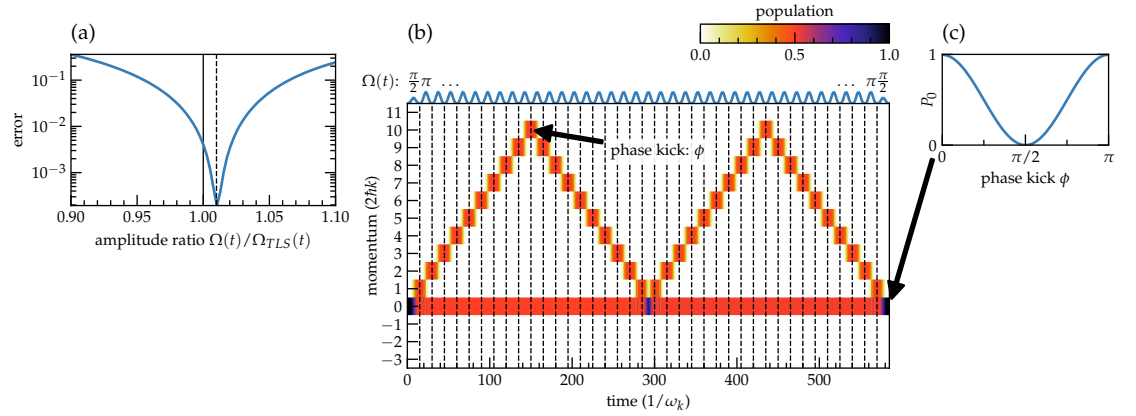 (a)
error
10⁻¹
10⁻²
10⁻³
0.90 0.95 1.00 1.05 1.10
amplitude ratio Ω(t)/Ω_TLS(t)
(b)
population
0.0 0.5 1.0
Ω(t): π/2 π ... ... π π/2
momentum (2ħk)
11
10
9
8
7
6
5
4
3
2
1
0
−1
−2
−3
phase kick: ϕ
0 100 200 300 400 500
time (1/ω_k)
(c)
P₀
1
0
0 π/2 π
phase kick ϕ